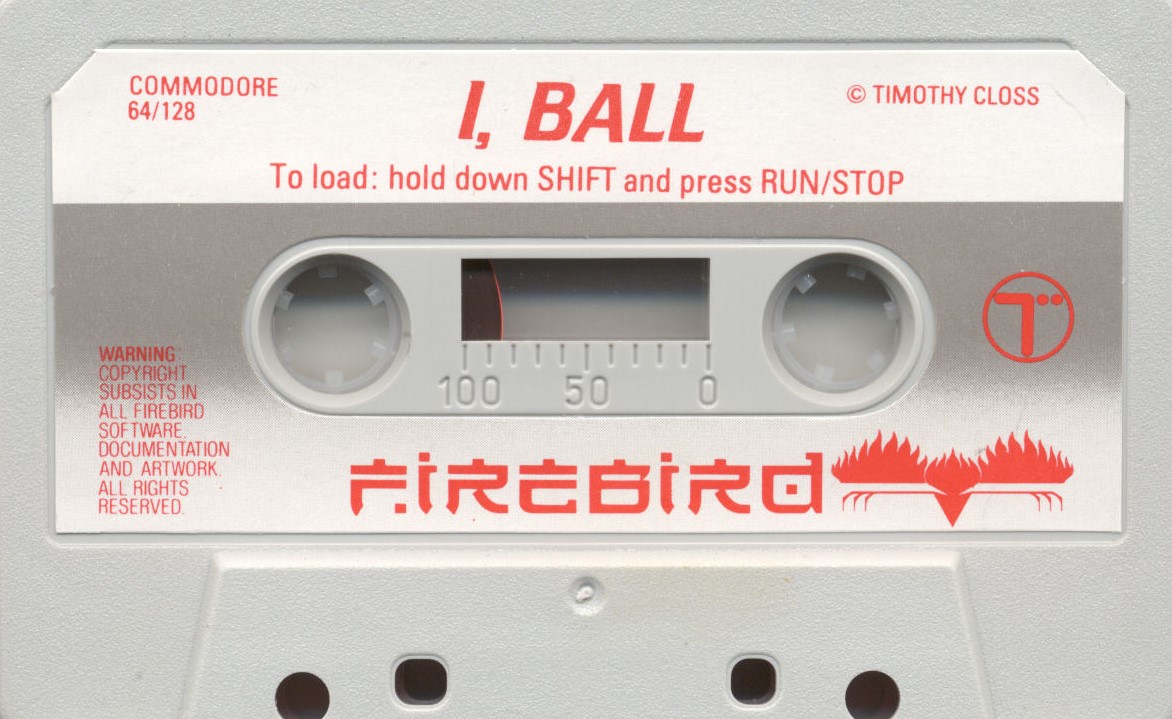 COMMODORE
64/128
I, BALL
© TIMOTHY CLOSS
To load: hold down SHIFT and press RUN/STOP
100 50 0
WARNING:
COPYRIGHT
SUBSISTS IN
ALL FIREBIRD
SOFTWARE.
DOCUMENTATION
AND ARTWORK.
ALL RIGHTS
RESERVED.
FIREBIRD